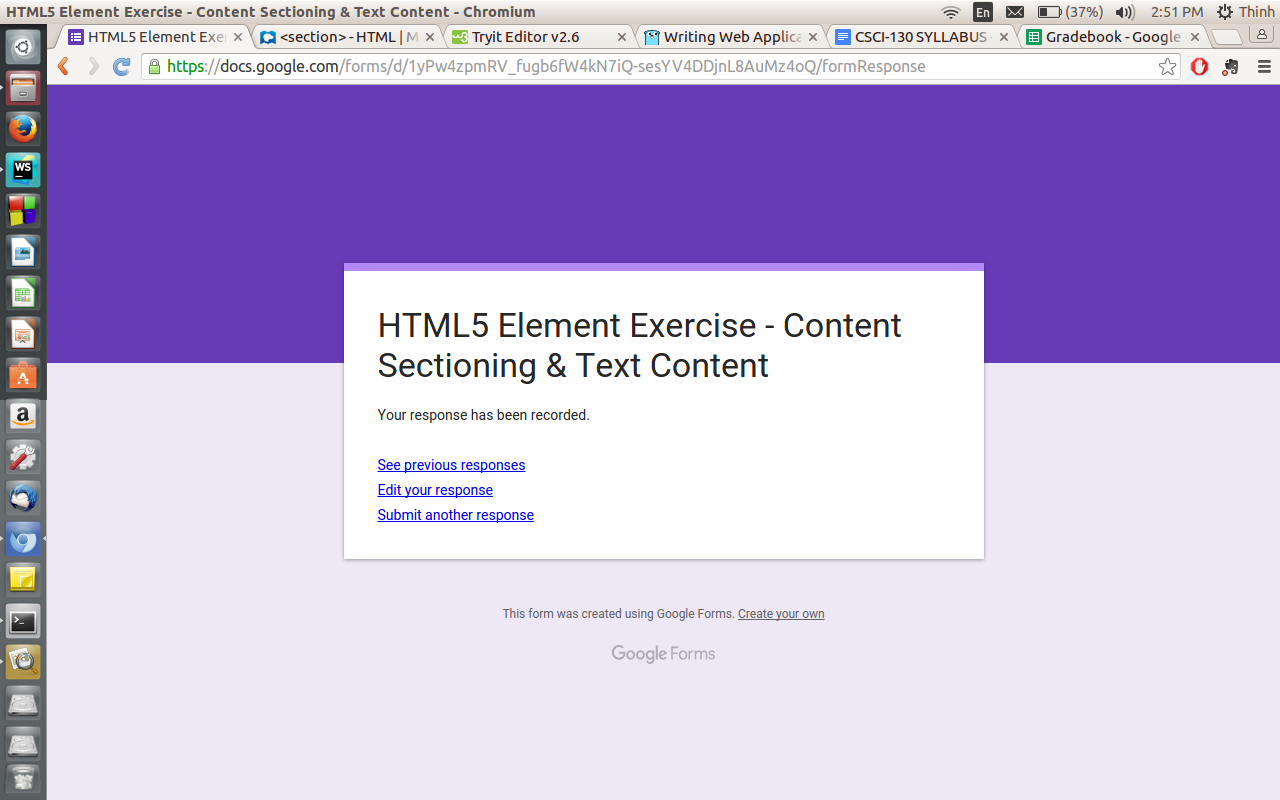 HTML5 Element Exercise - Content Sectioning & Text Content - Chromium
En
(37%)
2:51 PM
Thinh
HTML5 Element Exe
<section> - HTML | M
Tryit Editor v2.6
Writing Web Applica
CSCI-130 SYLLABUS
Gradebook - Google
https://docs.google.com/forms/d/1yPw4zpmRV_fugb6fW4kN7iQ-sesYV4DDjnL8AuMz4oQ/formResponse
WS
HTML5 Element Exercise - Content
Sectioning & Text Content
Your response has been recorded.
See previous responses
Edit your response
Submit another response
This form was created using Google Forms. Create your own
Google Forms